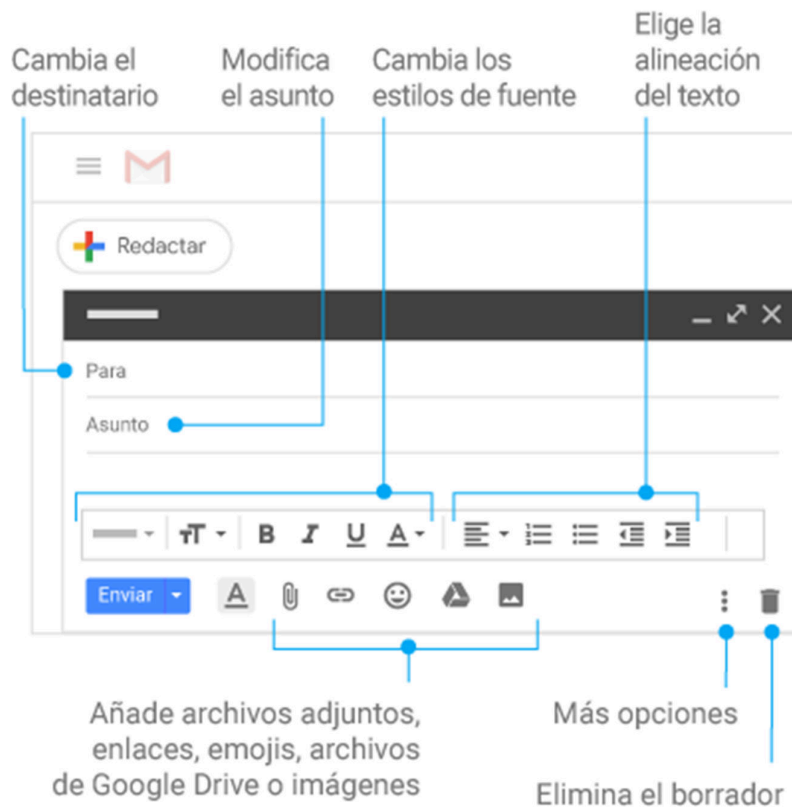 Cambia el
destinatario
Modifica
el asunto
Cambia los
estilos de fuente
Elige la
alineación
del texto
Redactar
Para
Asunto
B I U A
Enviar A
Añade archivos adjuntos,
enlaces, emojis, archivos
de Google Drive o imágenes
Más opciones
Elimina el borrador